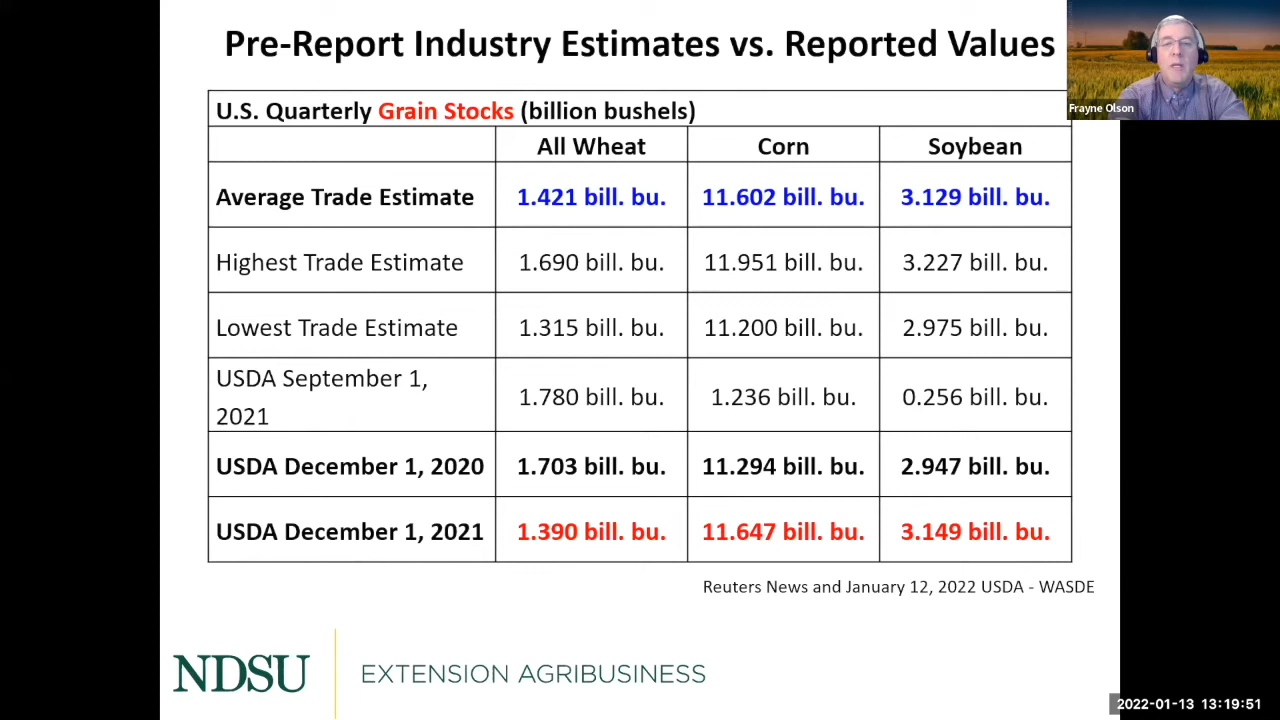 Pre-Report Industry Estimates vs. Reported Values
Frayne Olson
U.S. Quarterly Grain Stocks (billion bushels)
All Wheat Corn Soybean
Average Trade Estimate 1.421 bill. bu. 11.602 bill. bu. 3.129 bill. bu.
Highest Trade Estimate 1.690 bill. bu. 11.951 bill. bu. 3.227 bill. bu.
Lowest Trade Estimate 1.315 bill. bu. 11.200 bill. bu. 2.975 bill. bu.
USDA September 1,
2021 1.780 bill. bu. 1.236 bill. bu. 0.256 bill. bu.
USDA December 1, 2020 1.703 bill. bu. 11.294 bill. bu. 2.947 bill. bu.
USDA December 1, 2021 1.390 bill. bu. 11.647 bill. bu. 3.149 bill. bu.
Reuters News and January 12, 2022 USDA - WASDE
NDSU EXTENSION AGRIBUSINESS
2022-01-13 13:19:51